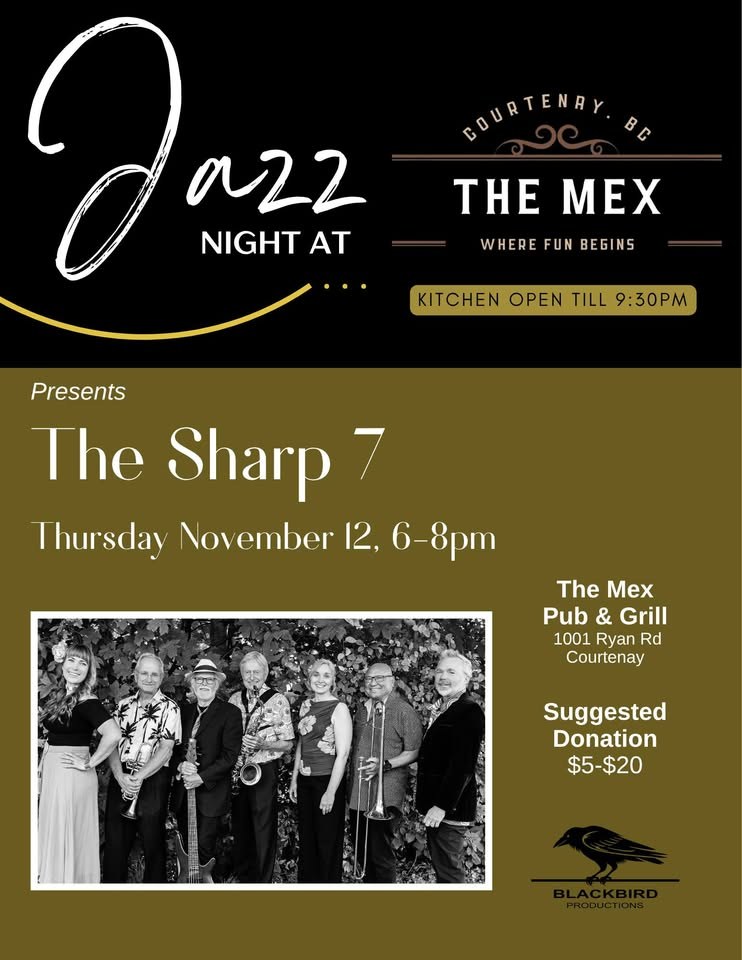 Jazz
NIGHT AT
COURTENAY, BC
THE MEX
WHERE FUN BEGINS
KITCHEN OPEN TILL 9:30PM
Presents
The Sharp 7
Thursday November 12, 6-8pm
The Mex
Pub & Grill
1001 Ryan Rd
Courtenay
Suggested
Donation
$5-$20
BLACKBIRD
PRODUCTIONS